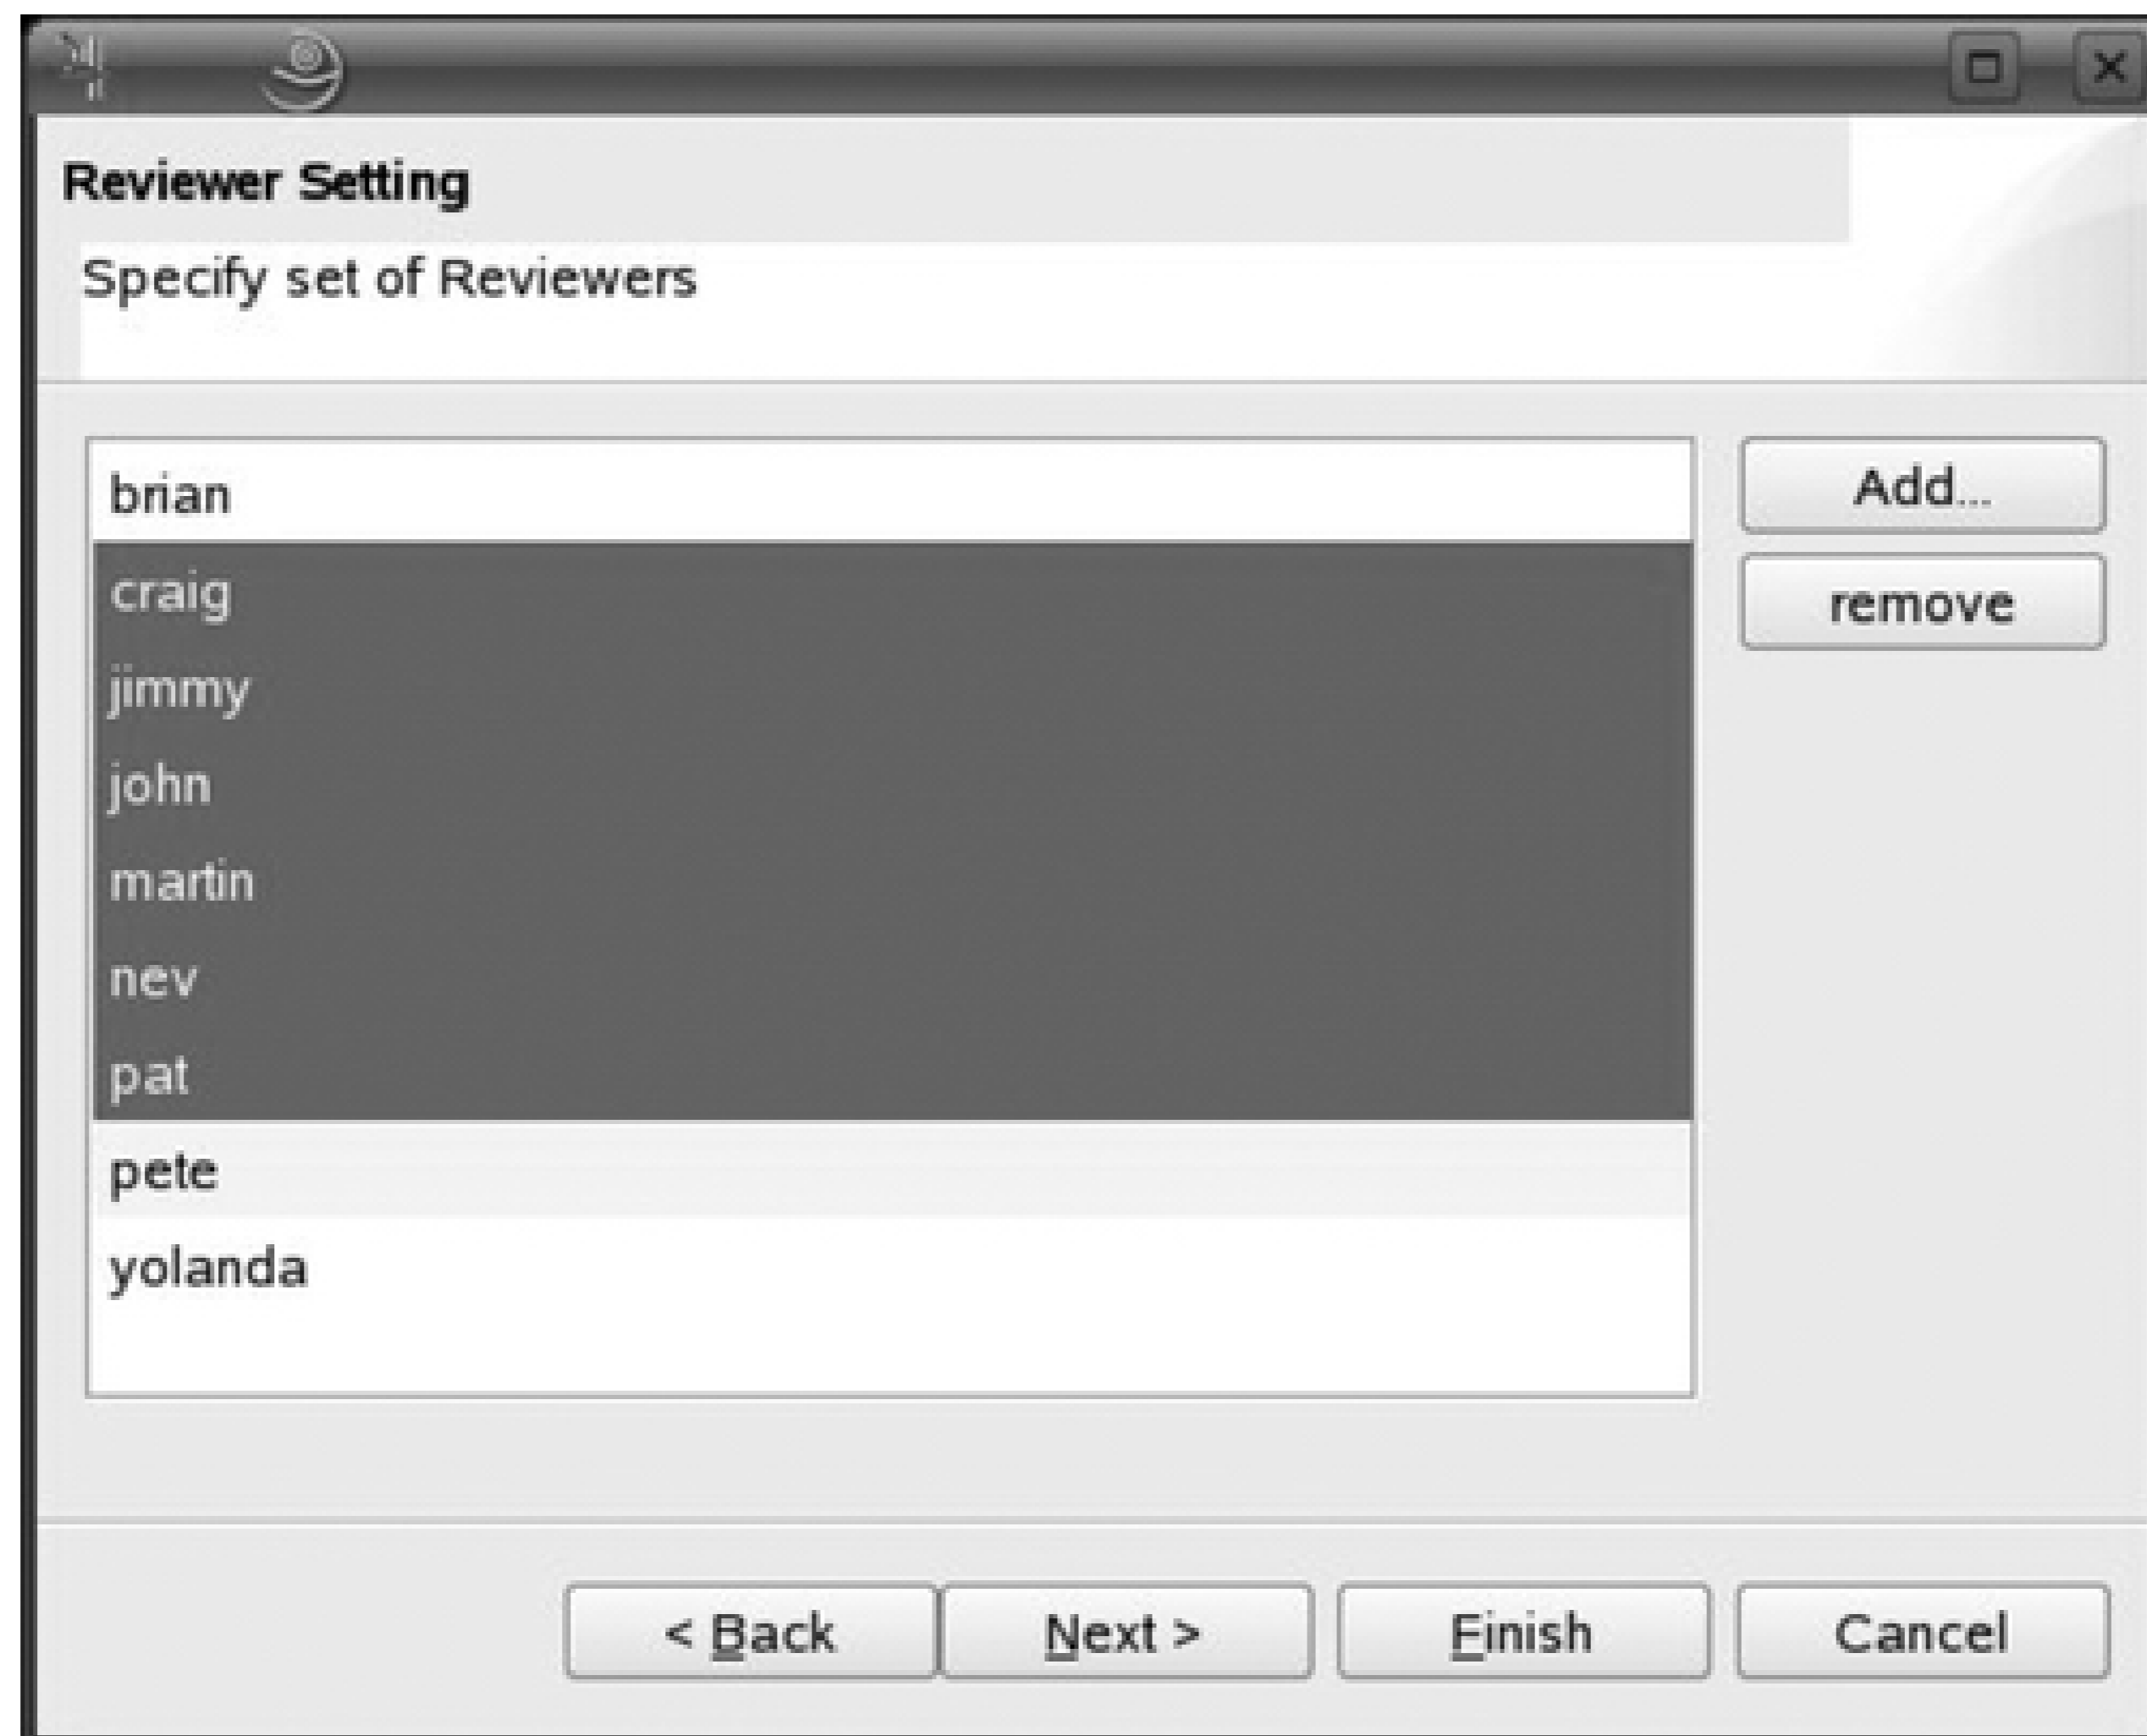 Reviewer Setting
Specify set of Reviewers
brian
Add...
craig
remove
jimmy
john
martin
nev
pat
pete
yolanda
< Back
Next >
Finish
Cancel